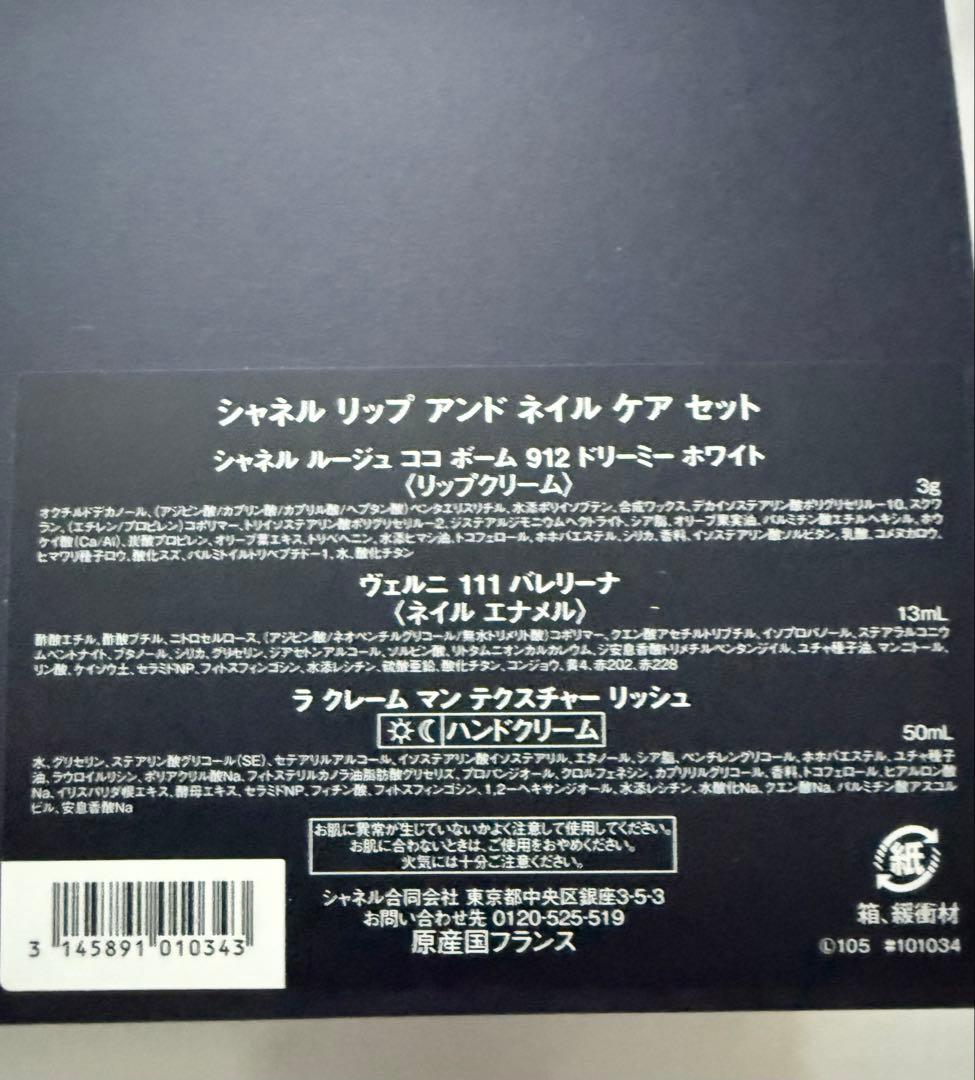 シャネル リップ アンド ネイル ケア セット
シャネル ルージュ ココ ボーム 912 ドリーミー ホワイト
〈リップクリーム〉
3g
オクチルドデカノール、(アジピン酸/カプリン酸/カプリル酸/ヘプタン酸)ペンタエリスリチル、水添ポリイソブテン、合成ワックス、デカイソステアリン酸ポリグリセリル-10、スクワ
ラン、(エチレン/プロピレン)コポリマー、トリイソステアリン酸ポリグリセリル-2、ジステアルジモニウムヘクトライト、シア脂、オリーブ果実油、パルミチン酸エチルヘキシル、ホウ
ケイ酸(Ca/Al)、炭酸プロピレン、オリーブ葉エキス、トリベヘニン、水添ヒマシ油、トコフェロール、ホホバエステル、シリカ、香料、イソステアリン酸ソルビタン、乳酸、コメヌカロウ、
ヒマワリ種子ロウ、酸化スズ、パルミトイルトリペプチド-1、水、酸化チタン
ヴェルニ 111 バレリーナ
〈ネイル エナメル〉
13mL
酢酸エチル、酢酸ブチル、ニトロセルロース、(アジピン酸/ネオペンチルグリコール/無水トリメリト酸)コポリマー、クエン酸アセチルトリブチル、イソプロパノール、ステアラルコニウ
ムベントナイト、ブタノール、シリカ、グリセリン、ジアセトンアルコール、ソルビン酸、リトタムニオンカルカレウム、ジ安息香酸トリメチルペンタンジイル、ユチャ種子油、マンニトール、
リン酸、ケイソウ土、セラミドNP、フィトスフィンゴシン、水添レシチン、硫酸亜鉛、酸化チタン、コンジョウ、黄4、赤202、赤228
ラ クレーム マン テクスチャー リッシュ
ハンドクリーム
50mL
水、グリセリン、ステアリン酸グリコール(SE)、セテアリルアルコール、イソステアリン酸イソステアリル、エタノール、シア脂、ペンチレングリコール、ホホバエステル、ユチャ種子
油、ラウロイルリシン、ポリアクリル酸Na、フィトステリルカノラ油脂肪酸グリセリズ、プロパンジオール、クロルフェネシン、カプリリルグリコール、香料、トコフェロール、ヒアルロン酸
Na、イリスパリダ根エキス、酵母エキス、セラミドNP、フィチン酸、フィトスフィンゴシン、1,2-ヘキサンジオール、水添レシチン、水酸化Na、クエン酸Na、パルミチン酸アスコル
ビル、安息香酸Na
お肌に異常が生じていないかよく注意して使用してください。
お肌に合わないときは、ご使用をおやめください。
火気には十分ご注意ください。
シャネル合同会社 東京都中央区銀座3-5-3
お問い合わせ先 0120-525-519
原産国フランス
紙
箱、緩衝材
Ⓛ105 #101034
3 145891 010343